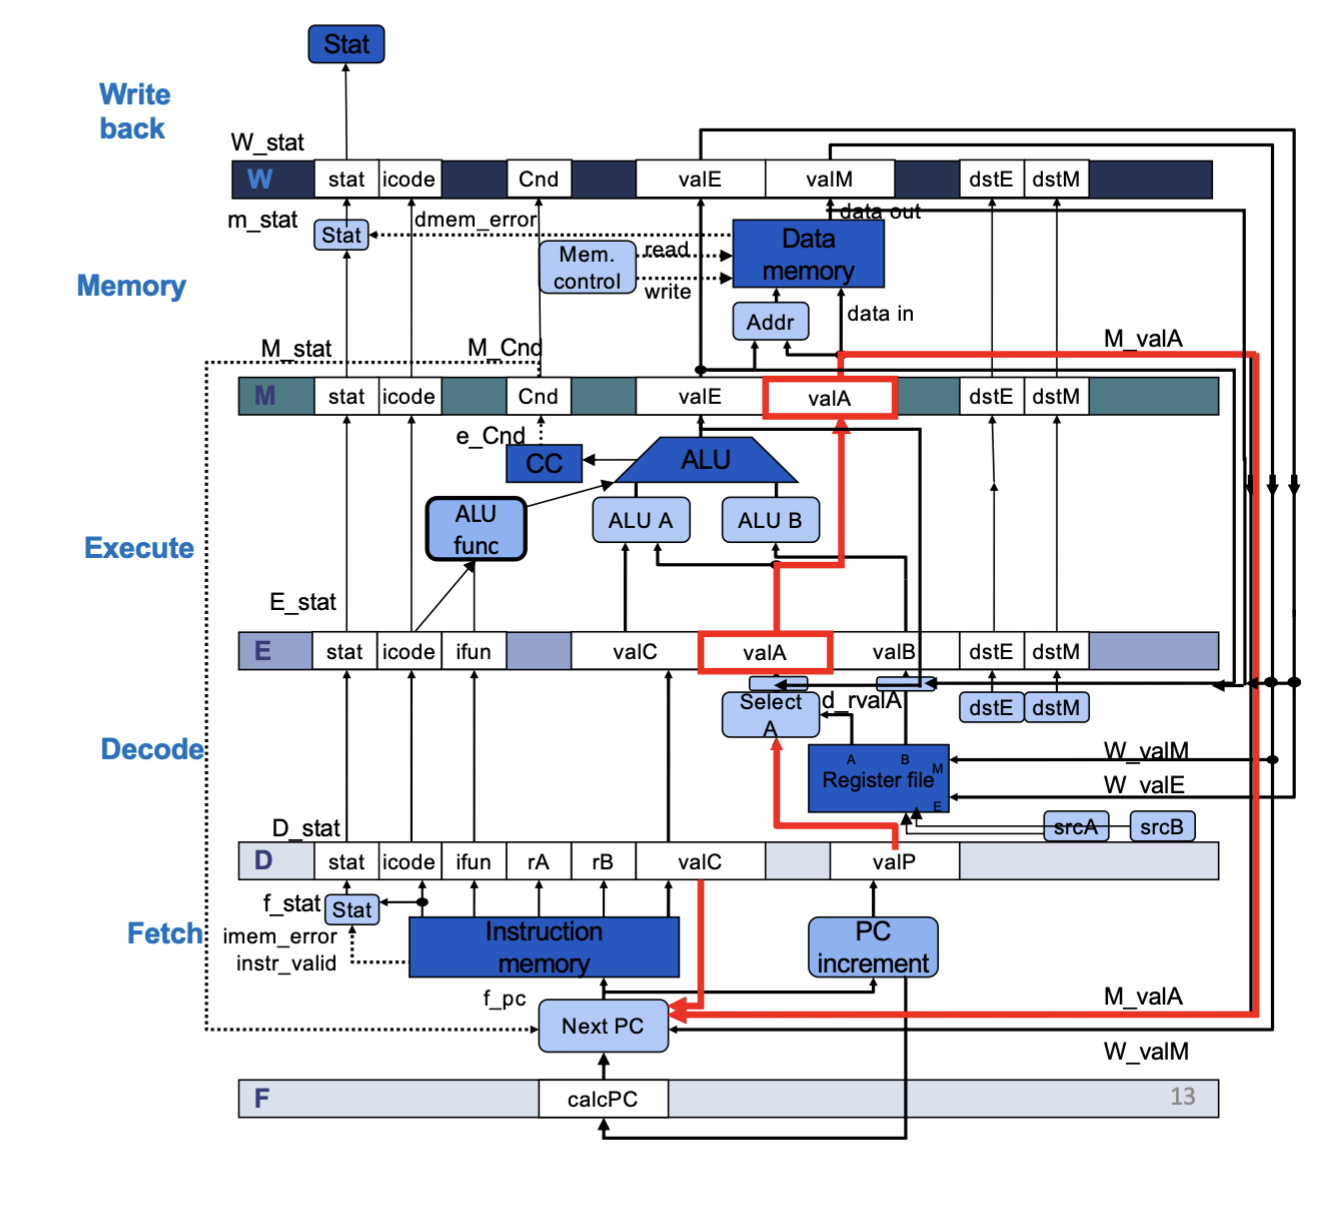 Stat
Write
back
W_stat
W
stat
icode
Cnd
valE
valM
dstE
dstM
m_stat
Stat
dmem_error
data out
Data
memory
Mem.
control
read
write
Memory
Addr
data in
M_stat
M_Cnd
M_valA
M
stat
icode
Cnd
valE
valA
dstE
dstM
e_Cnd
CC
ALU
ALU
func
ALU A
ALU B
Execute
E_stat
E
stat
icode
ifun
valC
valA
valB
dstE
dstM
Select
A
d_rvalA
dstE
dstM
Decode
A
B
M
Register file
E
W_valM
W_valE
srcA
srcB
D_stat
D
stat
icode
ifun
rA
rB
valC
valP
f_stat
Stat
Fetch
imem_error
instr_valid
Instruction
memory
PC
increment
f_pc
Next PC
M_valA
W_valM
F
calcPC
13